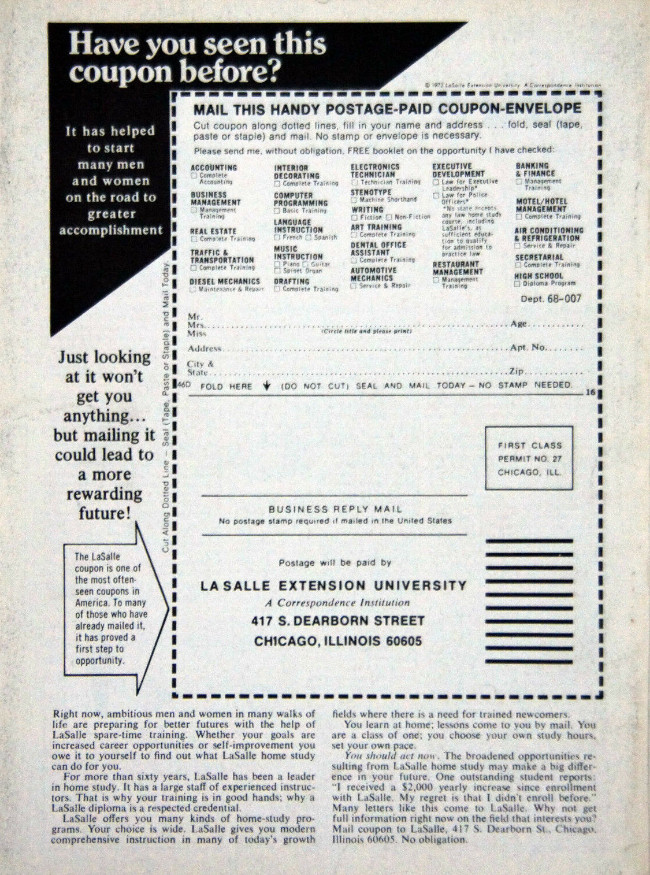 Have you seen this
coupon before?
© 1972 LaSalle Extension University A Correspondence Institution
It has helped
to start
many men
and women
on the road to
greater
accomplishment
Just looking
at it won't
get you
anything...
but mailing it
could lead to
a more
rewarding
future!
The LaSalle
coupon is one of
the most often-
seen coupons in
America. To many
of those who have
already mailed it,
it has proved a
first step to
opportunity.
Cut Along Dotted Line – Seal (Tape, Paste or Staple) and Mail Today
MAIL THIS HANDY POSTAGE-PAID COUPON-ENVELOPE
Cut coupon along dotted lines, fill in your name and address . . . fold, seal (tape,
paste or staple) and mail. No stamp or envelope is necessary.
Please send me, without obligation, FREE booklet on the opportunity I have checked:
ACCOUNTING
Complete
Accounting
BUSINESS
MANAGEMENT
Management
Training
REAL ESTATE
Complete Training
TRAFFIC &
TRANSPORTATION
Complete Training
DIESEL MECHANICS
Maintenance & Repair
INTERIOR
DECORATING
Complete Training
COMPUTER
PROGRAMMING
Basic Training
LANGUAGE
INSTRUCTION
French Spanish
MUSIC
INSTRUCTION
Piano Guitar
Spinet Organ
DRAFTING
Complete Training
ELECTRONICS
TECHNICIAN
Technician Training
STENOTYPE
Machine Shorthand
WRITING
Fiction Non-Fiction
ART TRAINING
Complete Training
DENTAL OFFICE
ASSISTANT
Complete Training
AUTOMOTIVE
MECHANICS
Service & Repair
EXECUTIVE
DEVELOPMENT
Law for Executive
Leadership*
Law for Police
Officers*
*No state accepts
any law home study
course, including
LaSalle's, as
sufficient educa-
tion to qualify
for admission to
practice law
RESTAURANT
MANAGEMENT
Management
Training
BANKING
& FINANCE
Management
Training
MOTEL/HOTEL
MANAGEMENT
Complete Training
AIR CONDITIONING
& REFRIGERATION
Service & Repair
SECRETARIAL
Complete Training
HIGH SCHOOL
Diploma Program
Dept. 68-007
Mr.
Mrs. Age
Miss (Circle title and please print)
Address Apt. No.
City &
State Zip
46D FOLD HERE ↓ (DO NOT CUT) SEAL AND MAIL TODAY – NO STAMP NEEDED.
16
FIRST CLASS
PERMIT NO. 27
CHICAGO, ILL.
BUSINESS REPLY MAIL
No postage stamp required if mailed in the United States
Postage will be paid by
LA SALLE EXTENSION UNIVERSITY
A Correspondence Institution
417 S. DEARBORN STREET
CHICAGO, ILLINOIS 60605
Right now, ambitious men and women in many walks of
life are preparing for better futures with the help of
LaSalle spare-time training. Whether your goals are
increased career opportunities or self-improvement you
owe it to yourself to find out what LaSalle home study
can do for you.
For more than sixty years, LaSalle has been a leader
in home study. It has a large staff of experienced instruc-
tors. That is why your training is in good hands; why a
LaSalle diploma is a respected credential.
LaSalle offers you many kinds of home-study pro-
grams. Your choice is wide. LaSalle gives you modern
comprehensive instruction in many of today's growth
fields where there is a need for trained newcomers.
You learn at home; lessons come to you by mail. You
are a class of one; you choose your own study hours,
set your own pace.
You should act now. The broadened opportunities re-
sulting from LaSalle home study may make a big differ-
ence in your future. One outstanding student reports:
"I received a $2,000 yearly increase since enrollment
with LaSalle. My regret is that I didn't enroll before."
Many letters like this come to LaSalle. Why not get
full information right now on the field that interests you?
Mail coupon to LaSalle, 417 S. Dearborn St., Chicago,
Illinois 60605. No obligation.